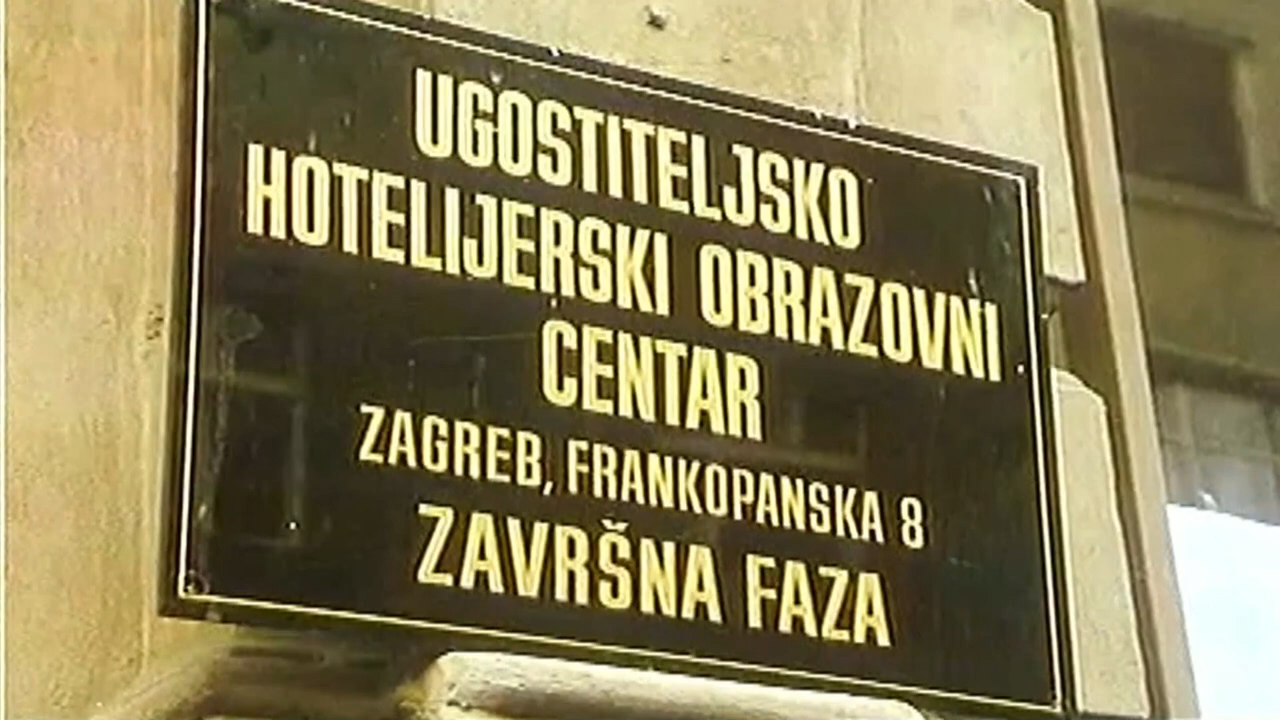 UGOSTITELJSKO
HOTELIJERSKI OBRAZOVNI
CENTAR
ZAGREB, FRANKOPANSKA 8
ZAVRŠNA FAZA